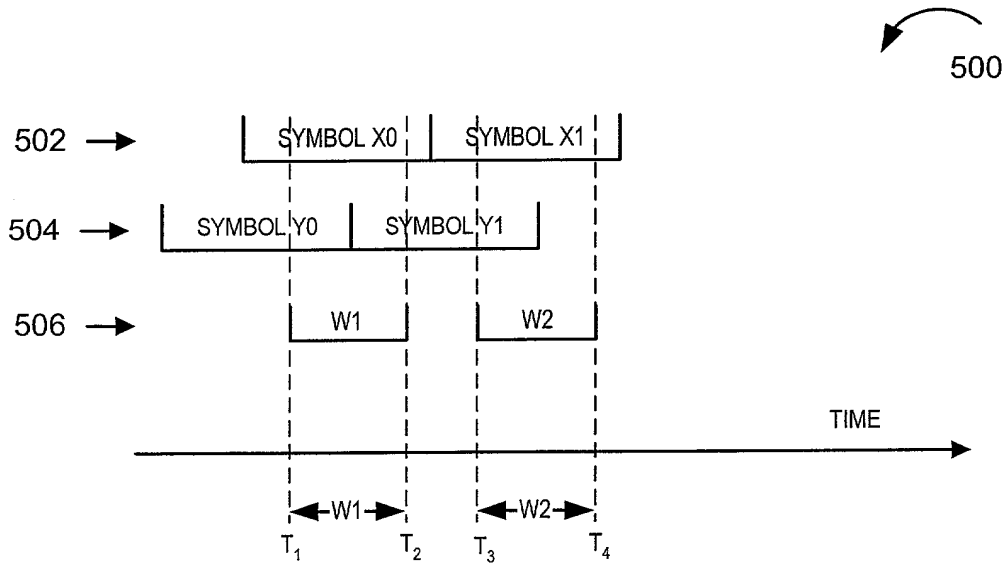 500
502 SYMBOL X0 SYMBOL X1
504 SYMBOL Y0 SYMBOL Y1
506 W1 W2
TIME
W1 W2
T1 T2 T3 T4